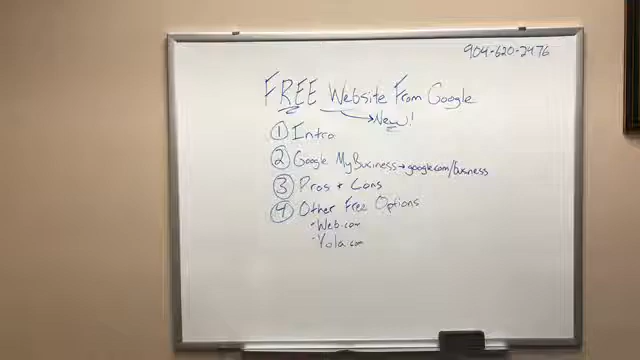 904-620-2476
FREE Website From Google
New!
① Intro
② Google MyBusiness → google.com/business
③ Pros + Cons
④ Other Free Options
• Web.com
• Yola.com